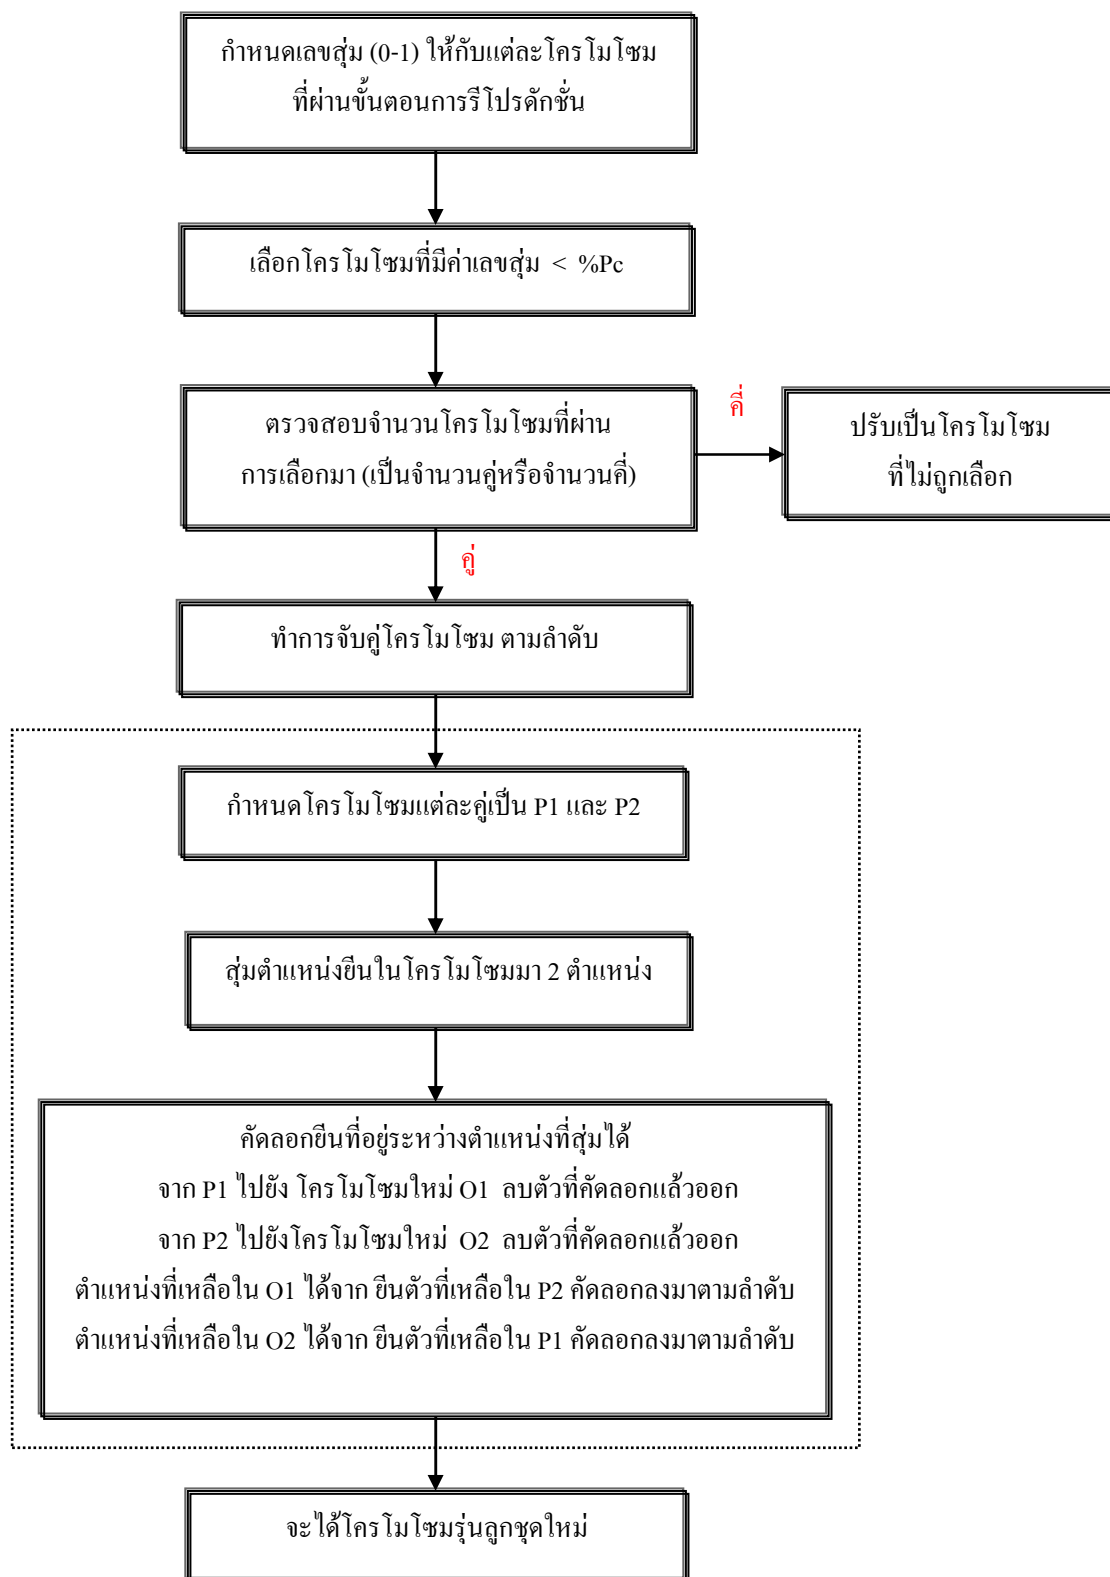 กำหนดเลขสุ่ม (0-1) ให้กับแต่ละโครโมโซม
ที่ผ่านขั้นตอนการรีโปรดักชั่น
เลือกโครโมโซมที่มีค่าเลขสุ่ม < %Pc
ตรวจสอบจำนวนโครโมโซมที่ผ่าน
การเลือกมา (เป็นจำนวนคู่หรือจำนวนคี่)
คี่
ปรับเป็นโครโมโซม
ที่ไม่ถูกเลือก
คู่
ทำการจับคู่โครโมโซม ตามลำดับ
กำหนดโครโมโซมแต่ละคู่เป็น P1 และ P2
สุ่มตำแหน่งยีนในโครโมโซมมา 2 ตำแหน่ง
คัดลอกยีนที่อยู่ระหว่างตำแหน่งที่สุ่มได้
จาก P1 ไปยัง โครโมโซมใหม่ O1 ลบตัวที่คัดลอกแล้วออก
จาก P2 ไปยังโครโมโซมใหม่ O2 ลบตัวที่คัดลอกแล้วออก
ตำแหน่งที่เหลือใน O1 ได้จาก ยีนตัวที่เหลือใน P2 คัดลอกลงมาตามลำดับ
ตำแหน่งที่เหลือใน O2 ได้จาก ยีนตัวที่เหลือใน P1 คัดลอกลงมาตามลำดับ
จะได้โครโมโซมรุ่นลูกชุดใหม่